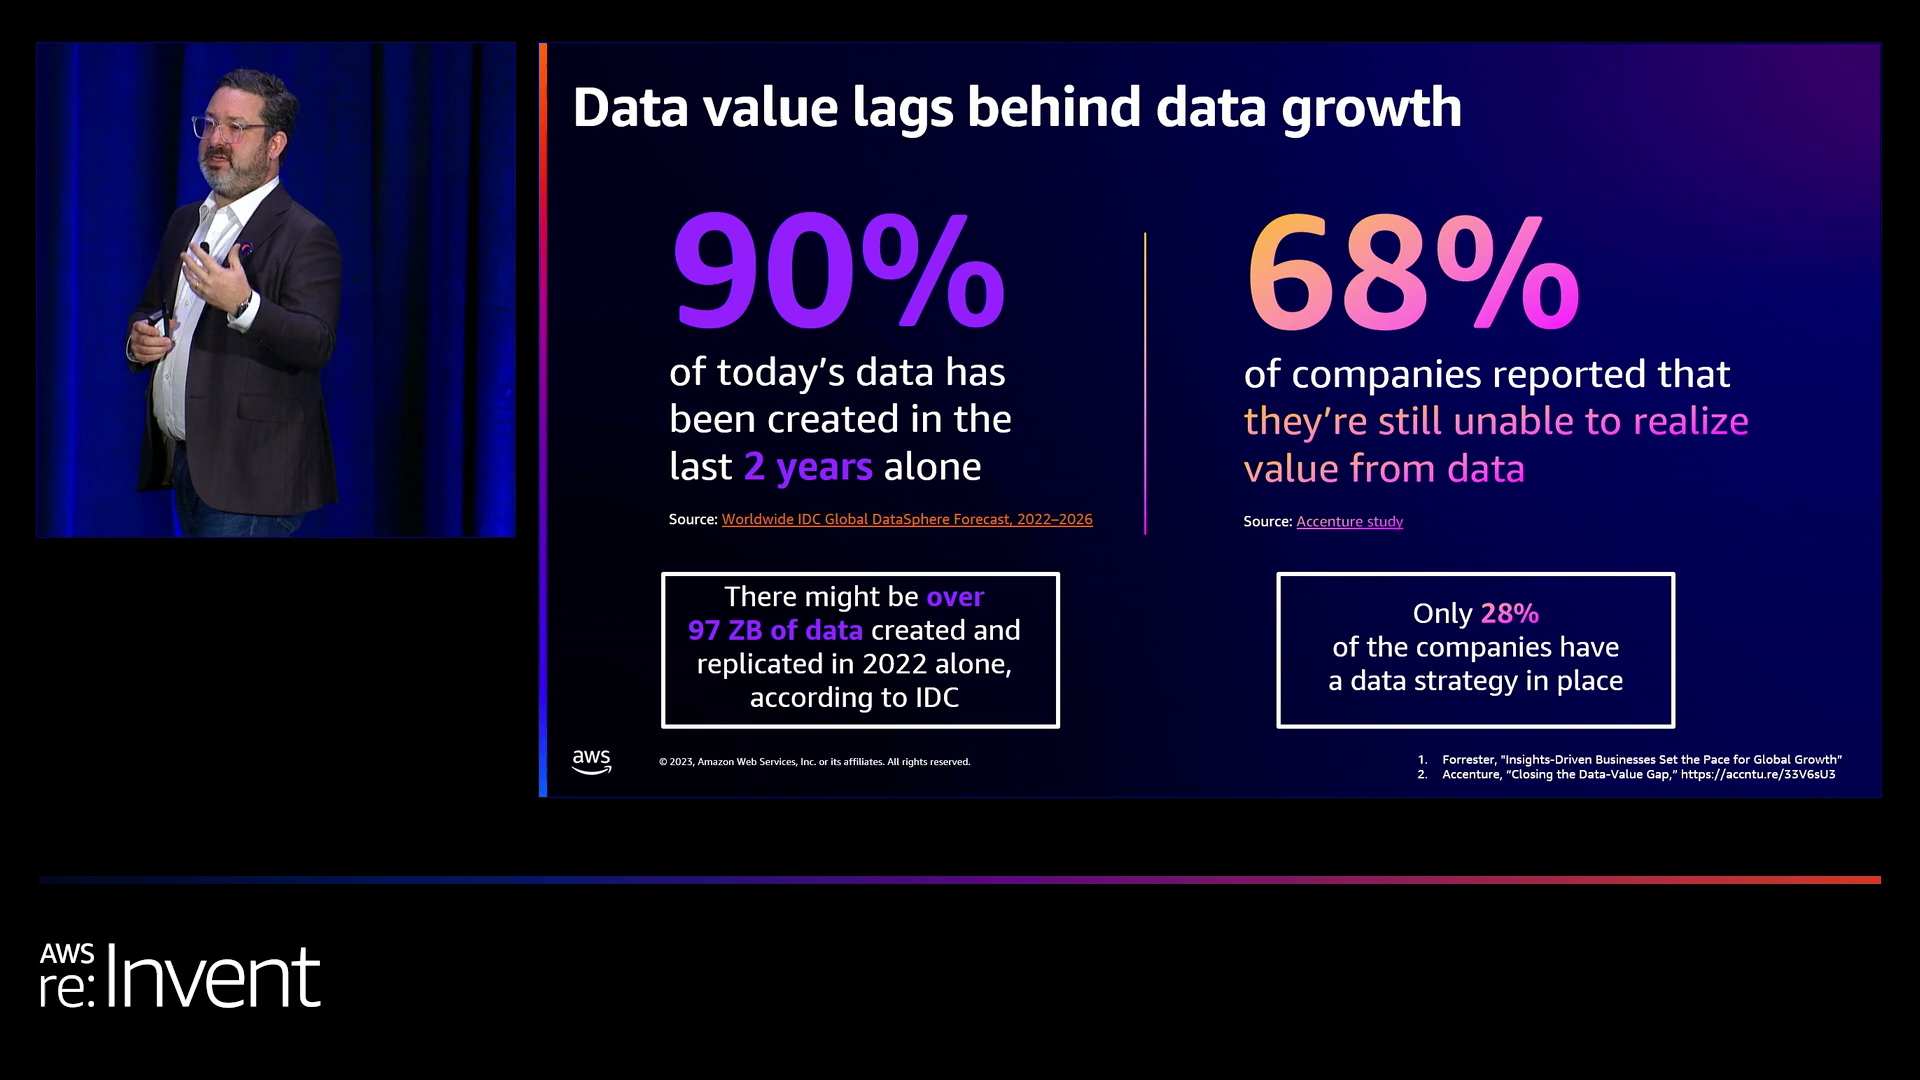 Data value lags behind data growth
90%
of today’s data has
been created in the
last 2 years alone
Source: Worldwide IDC Global DataSphere Forecast, 2022–2026
There might be over
97 ZB of data created and
replicated in 2022 alone,
according to IDC
68%
of companies reported that
they’re still unable to realize
value from data
Source: Accenture study
Only 28%
of the companies have
a data strategy in place
aws
© 2023, Amazon Web Services, Inc. or its affiliates. All rights reserved.
1. Forrester, "Insights-Driven Businesses Set the Pace for Global Growth”
2. Accenture, “Closing the Data-Value Gap,” https://accntu.re/33V6sU3
AWS
re:Invent